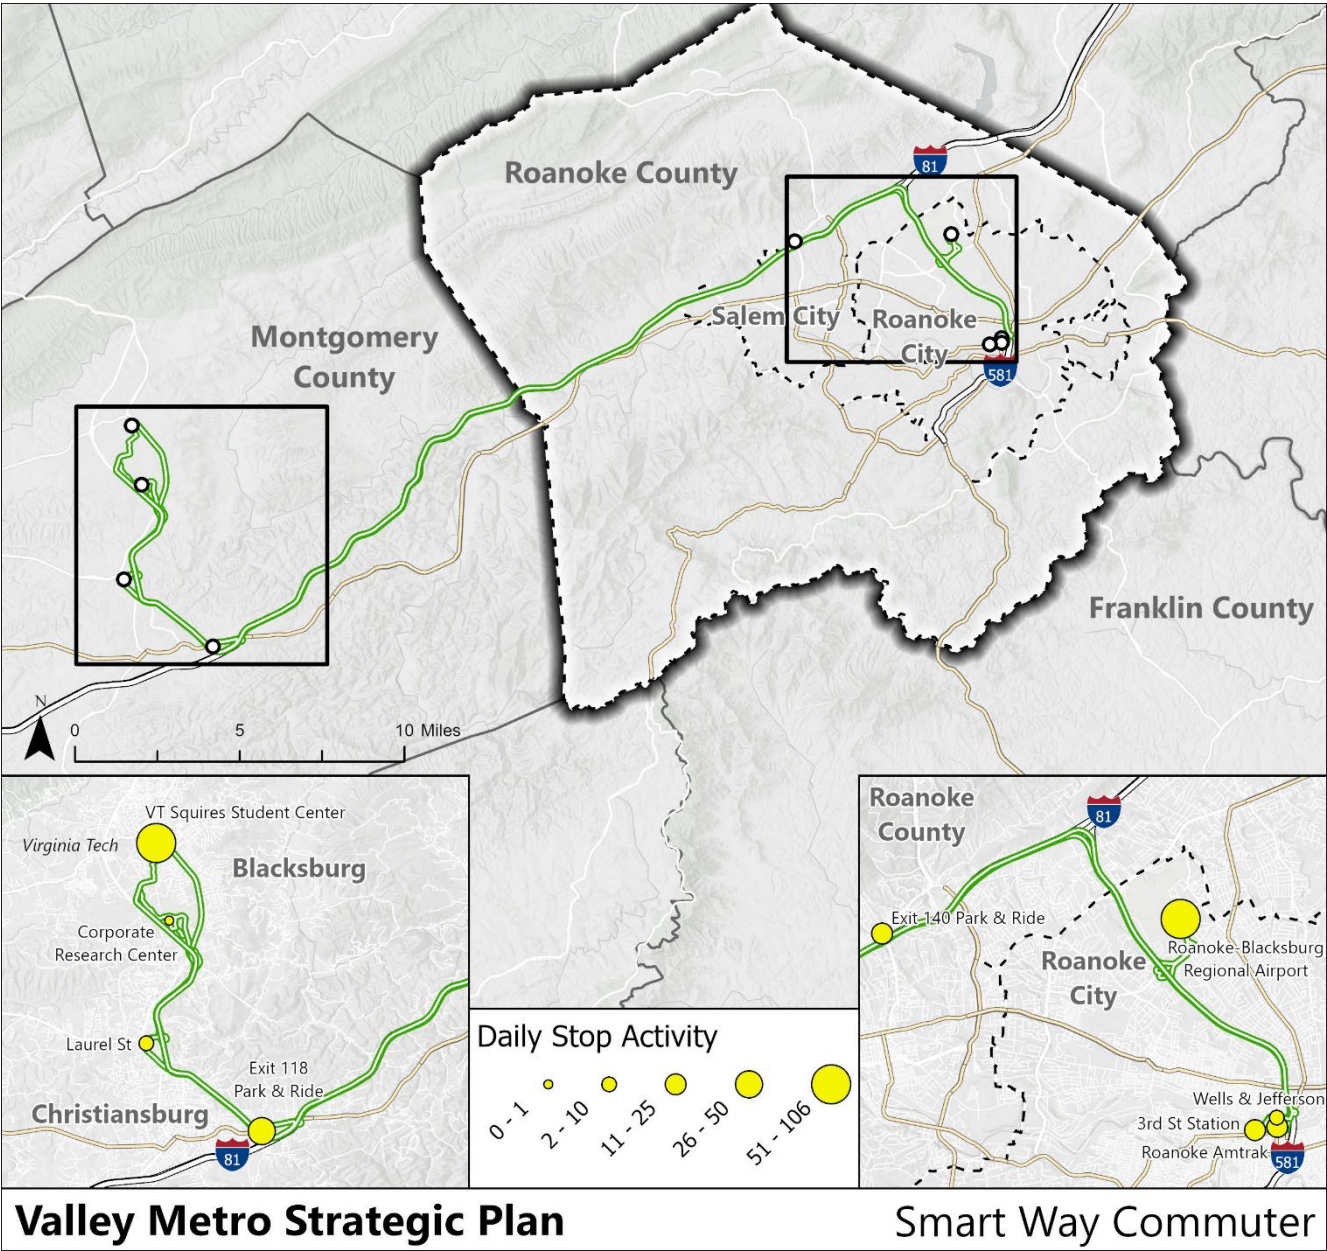 81
Roanoke County
Salem City
Roanoke
City
581
Montgomery
County
Franklin County
N
0 5 10 Miles
VT Squires Student Center
Virginia Tech
Blacksburg
Corporate
Research Center
Laurel St
Exit 118
Park & Ride
Christiansburg
81
Daily Stop Activity
0 - 1
2 - 10
11 - 25
26 - 50
51 - 106
Roanoke
County
81
Exit 140 Park & Ride
Roanoke-Blacksburg
Regional Airport
Roanoke
City
Wells & Jefferson
3rd St Station
Roanoke Amtrak
581
Valley Metro Strategic Plan
Smart Way Commuter